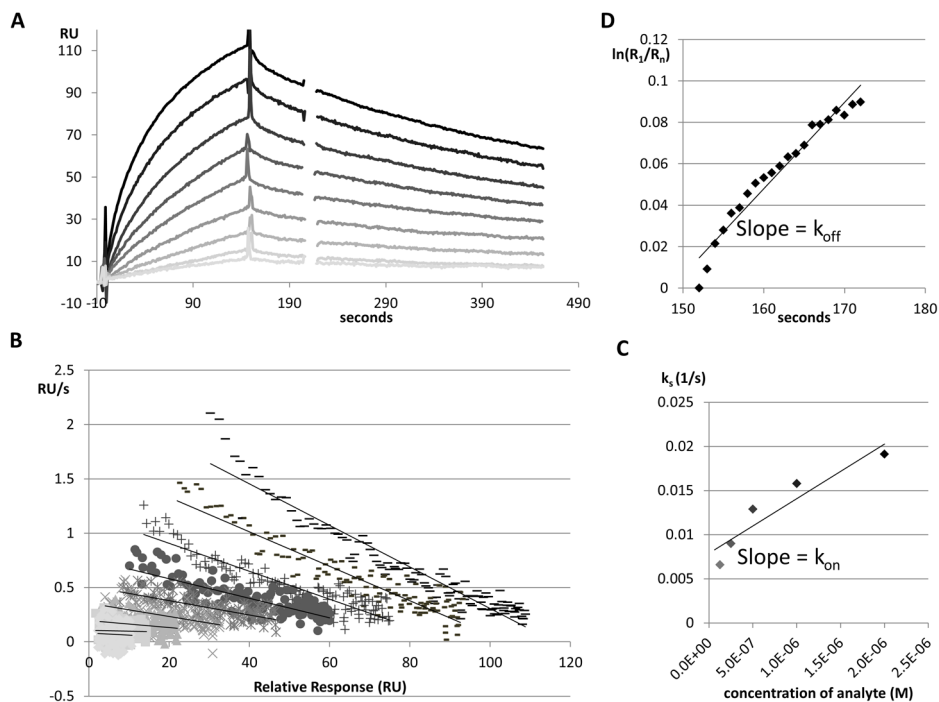 A
RU
110
90
70
50
30
10
-10
-10 90 190 290 390 490
seconds
D
0.12
ln(R1/Rn)
0.1
0.08
0.06
0.04
0.02
0
Slope = koff
150 160 170 180
seconds
B
2.5
RU/s
2
1.5
1
0.5
0
-0.5
0 20 40 60 80 100 120
Relative Response (RU)
C
ks (1/s)
0.025
0.02
0.015
0.01
0.005
0
Slope = kon
0.0E+00 5.0E-07 1.0E-06 1.5E-06 2.0E-06 2.5E-06
concentration of analyte (M)